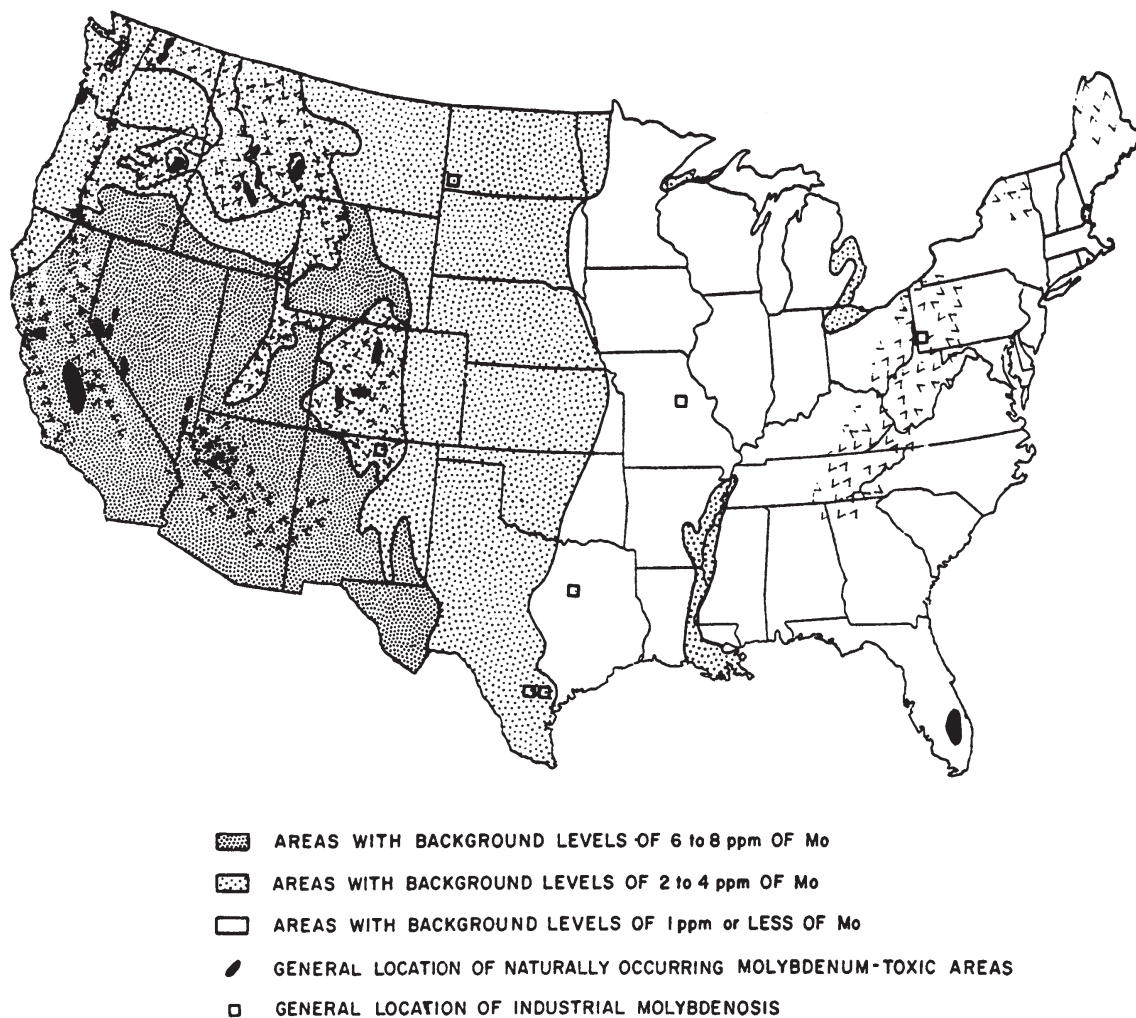 AREAS WITH BACKGROUND LEVELS OF 6 to 8 ppm OF Mo
AREAS WITH BACKGROUND LEVELS OF 2 to 4 ppm OF Mo
AREAS WITH BACKGROUND LEVELS OF 1 ppm or LESS OF Mo
GENERAL LOCATION OF NATURALLY OCCURRING MOLYBDENUM-TOXIC AREAS
GENERAL LOCATION OF INDUSTRIAL MOLYBDENOSIS